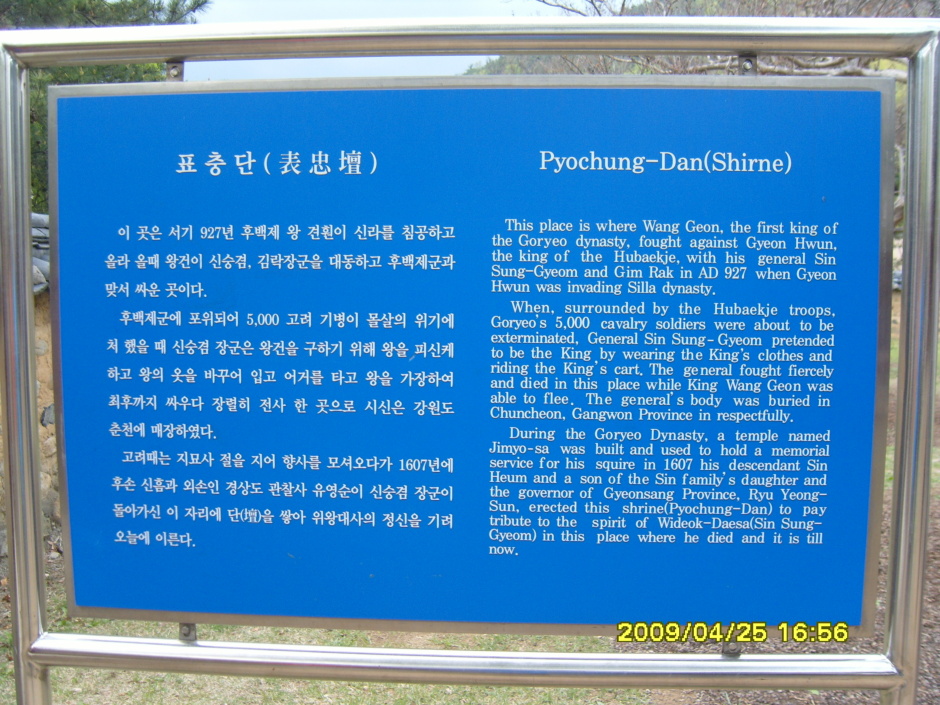 표충단(表忠壇)
이 곳은 서기 927년 후백제 왕 견훤이 신라를 침공하고
올라 올때 왕건이 신숭겸, 김락장군을 대동하고 후백제군과
맞서 싸운 곳이다.
후백제군에 포위되어 5,000 고려 기병이 몰살의 위기에
처 했을 때 신숭겸 장군은 왕건을 구하기 위해 왕을 피신케
하고 왕의 옷을 바꾸어 입고 어거를 타고 왕을 가장하여
최후까지 싸우다 장렬히 전사 한 곳으로 시신은 강원도
춘천에 매장하였다.
고려때는 지묘사 절을 지어 향사를 모셔오다가 1607년에
후손 신흠과 외손인 경상도 관찰사 유영순이 신숭겸 장군이
돌아가신 이 자리에 단(壇)을 쌓아 위왕대사의 정신을 기려
오늘에 이른다.
Pyochung-Dan(Shirne)
This place is where Wang Geon, the first king of
the Goryeo dynasty, fought against Gyeon Hwun,
the king of the Hubaekje, with his general Sin
Sung-Gyeom and Gim Rak in AD 927 when Gyeon
Hwun was invading Silla dynasty.
When, surrounded by the Hubaekje troops,
Goryeo's 5,000 cavalry soldiers were about to be
exterminated, General Sin Sung-Gyeom pretended
to be the King by wearing the King's clothes and
riding the King's cart. The general fought fiercely
and died in this place while King Wang Geon was
able to flee. The general's body was buried in
Chuncheon, Gangwon Province in respectfully.
During the Goryeo Dynasty, a temple named
Jimyo-sa was built and used to hold a memorial
service for his squire in 1607 his descendant Sin
Heum and a son of the Sin family's daughter and
the governor of Gyeonsang Province, Ryu Yeong-
Sun, erected this shrine(Pyochung-Dan) to pay
tribute to the spirit of Wideok-Daesa(Sin Sung-
Gyeom) in this place where he died and it is till
now.
2009/04/25 16:56